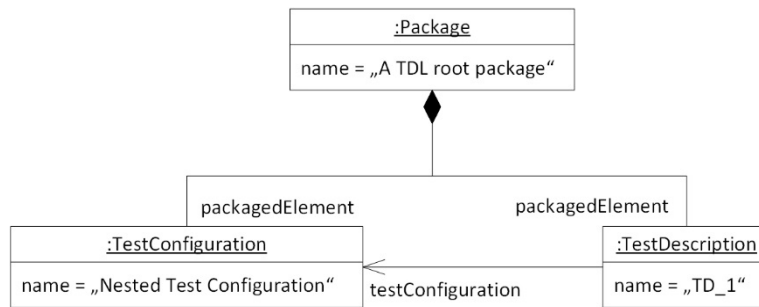 :Package
name = „A TDL root package“
packagedElement
packagedElement
:TestConfiguration
name = „Nested Test Configuration“
testConfiguration
:TestDescription
name = „TD_1“